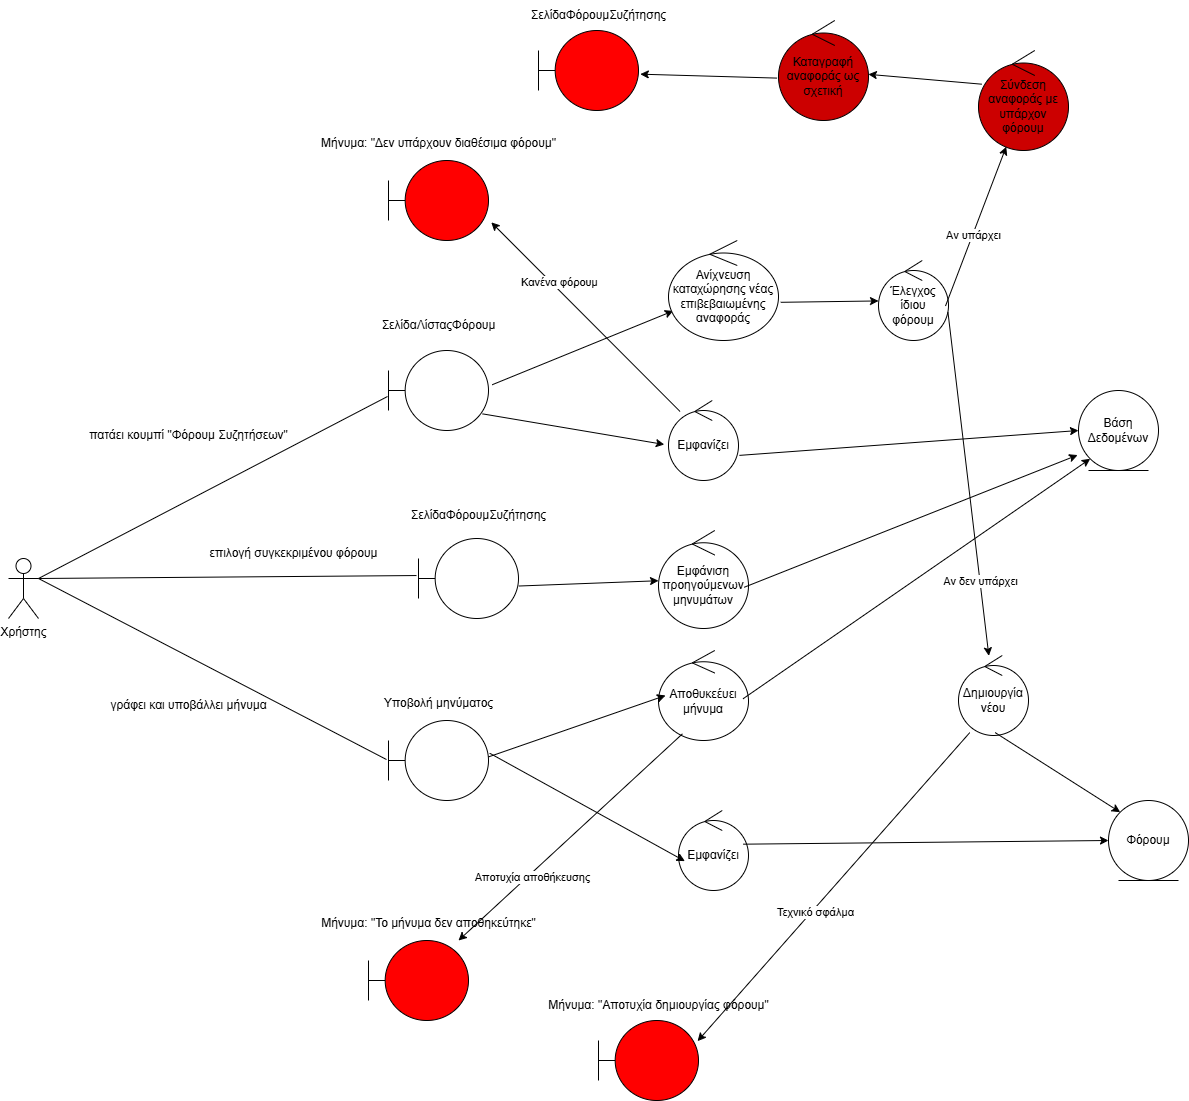 ΣελίδαΦόρουμΣυζήτησης
Καταγραφή
αναφοράς ως
σχετική
Σύνδεση
αναφοράς με
υπάρχον
φόρουμ
Μήνυμα: "Δεν υπάρχουν διαθέσιμα φόρουμ"
Αν υπάρχει
Κανένα φόρουμ
Ανίχνευση
καταχώρησης νέας
επιβεβαιωμένης
αναφοράς
Έλεγχος
ίδιου
φόρουμ
ΣελίδαΛίσταςΦόρουμ
πατάει κουμπί "Φόρουμ Συζητήσεων"
Εμφανίζει
Βάση
Δεδομένων
ΣελίδαΦόρουμΣυζήτησης
επιλογή συγκεκριμένου φόρουμ
Εμφάνιση
προηγούμενων
μηνυμάτων
Αν δεν υπάρχει
Χρήστης
γράφει και υποβάλλει μήνυμα
Υποβολή μηνύματος
Αποθυκεέυει
μήνυμα
Δημιουργία
νέου
Εμφανίζει
Φόρουμ
Αποτυχία αποθήκευσης
Τεχνικό σφάλμα
Μήνυμα: "Το μήνυμα δεν αποθηκεύτηκε"
Μήνυμα: "Αποτυχία δημιουργίας φόρουμ"